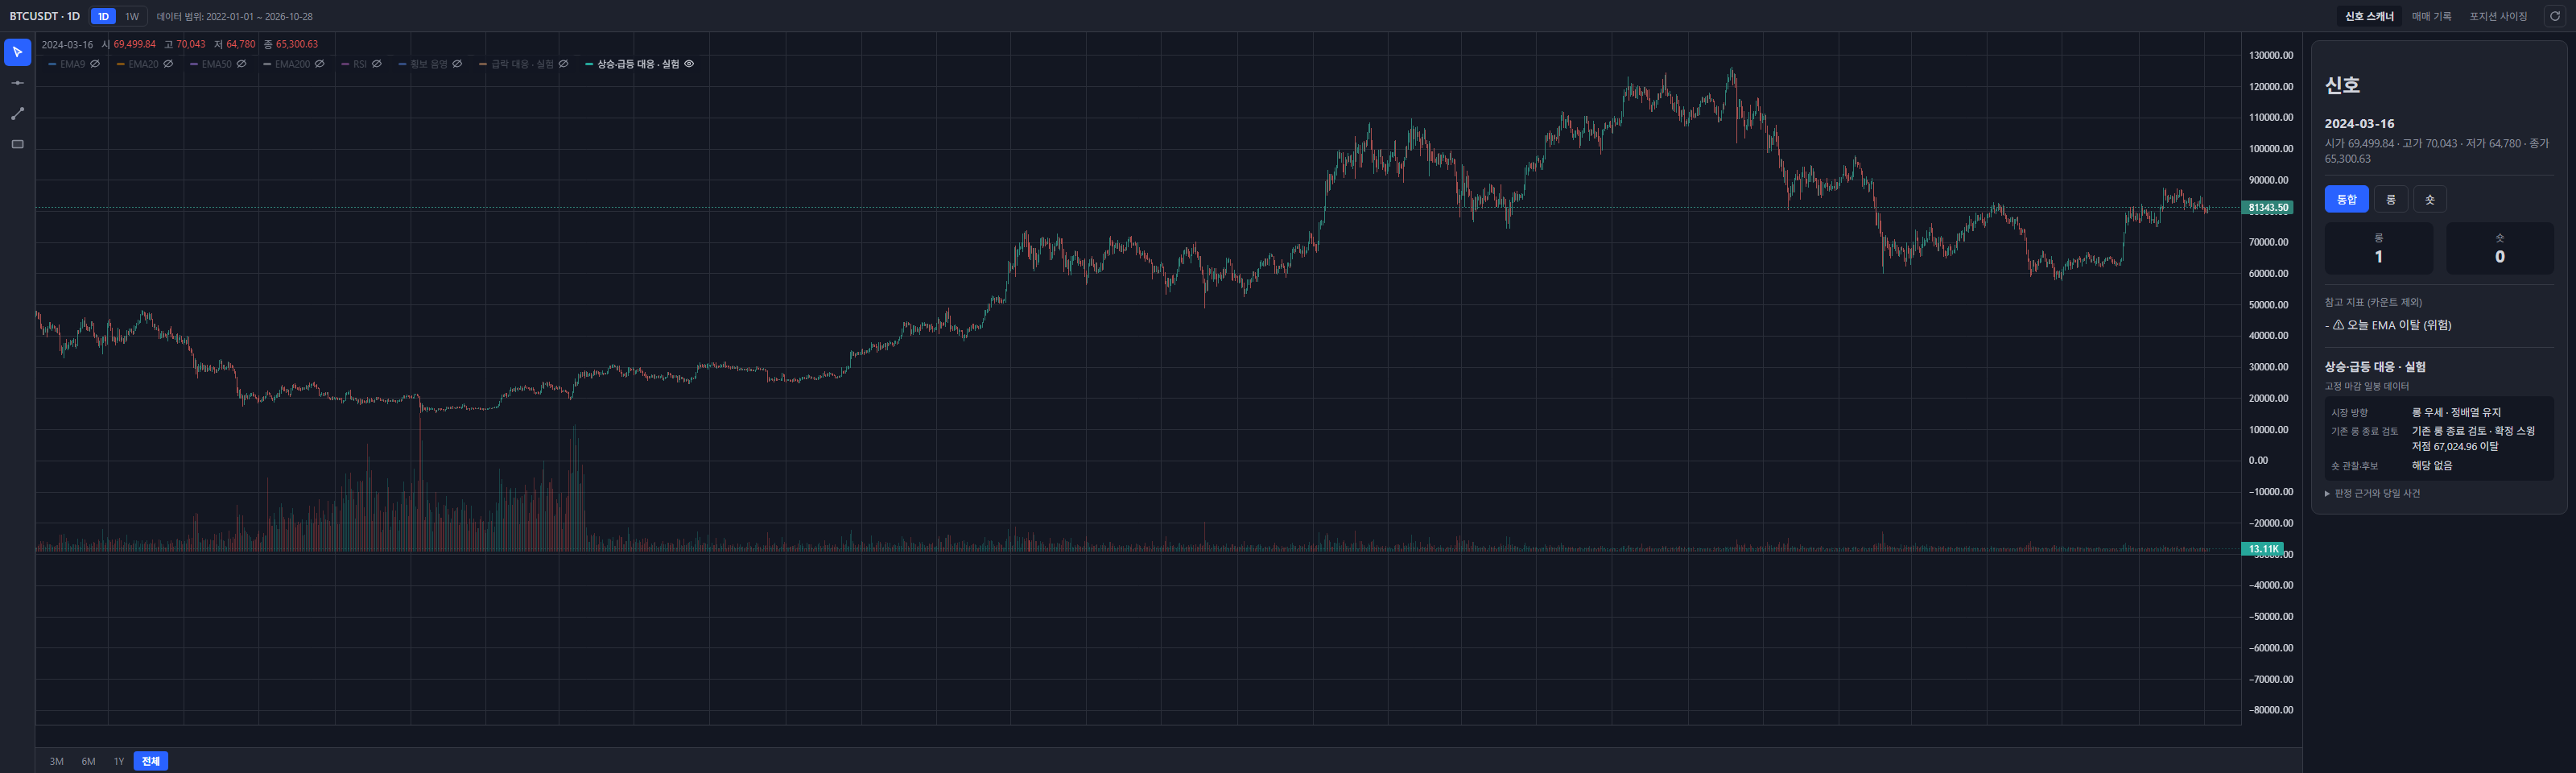 BTCUSDT · 1D 1D 1W 데이터 범위: 2022-01-01 ~ 2026-10-28 신호 스캐너 매매 기록 포지션 사이징
2024-03-16 시 69,499.84 고 70,043 저 64,780 종 65,300.63
EMA9 EMA20 EMA50 EMA200 RSI 횡보 음영 급락 대응 · 실험 상승·급등 대응 · 실험
130000.00
120000.00
110000.00
100000.00
90000.00
81343.50
70000.00
60000.00
50000.00
40000.00
30000.00
20000.00
10000.00
0.00
−10000.00
−20000.00
13.11K
−40000.00
−50000.00
−60000.00
−70000.00
−80000.00
3M 6M 1Y 전체
신호
2024-03-16
시가 69,499.84 · 고가 70,043 · 저가 64,780 · 종가
65,300.63
통합 롱 숏
롱 숏
1 0
참고 지표 (카운트 제외)
- ⚠ 오늘 EMA 이탈 (위험)
상승·급등 대응 · 실험
고정 마감 일봉 데이터
시장 방향 롱 우세 · 정배열 유지
기존 롱 종료 검토 기존 롱 종료 검토 · 확정 스윙
저점 67,024.96 이탈
숏 관찰·후보 해당 없음
▶ 판정 근거와 당일 사건